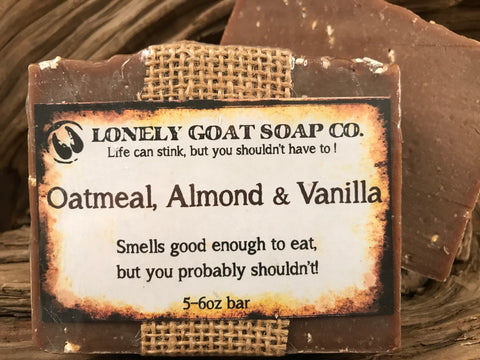 LONELY GOAT SOAP CO.
Life can stink, but you shouldn't have to !
Oatmeal, Almond & Vanilla
Smells good enough to eat,
but you probably shouldn't!
5-6oz bar